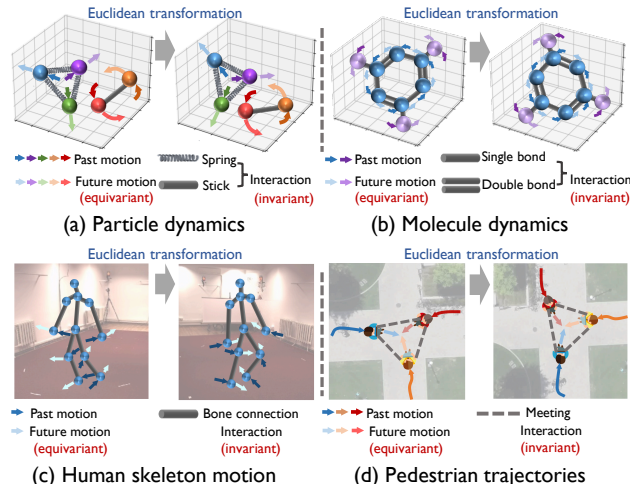 Euclidean transformation
Euclidean transformation
Past motion
Spring
Future motion
(equivariant)
Stick
Interaction
(invariant)
(a) Particle dynamics
Past motion
Single bond
Future motion
(equivariant)
Double bond
Interaction
(invariant)
(b) Molecule dynamics
Euclidean transformation
Euclidean transformation
Past motion
Bone connection
Future motion
(equivariant)
Interaction
(invariant)
(c) Human skeleton motion
Past motion
Meeting
Future motion
(equivariant)
Interaction
(invariant)
(d) Pedestrian trajectories